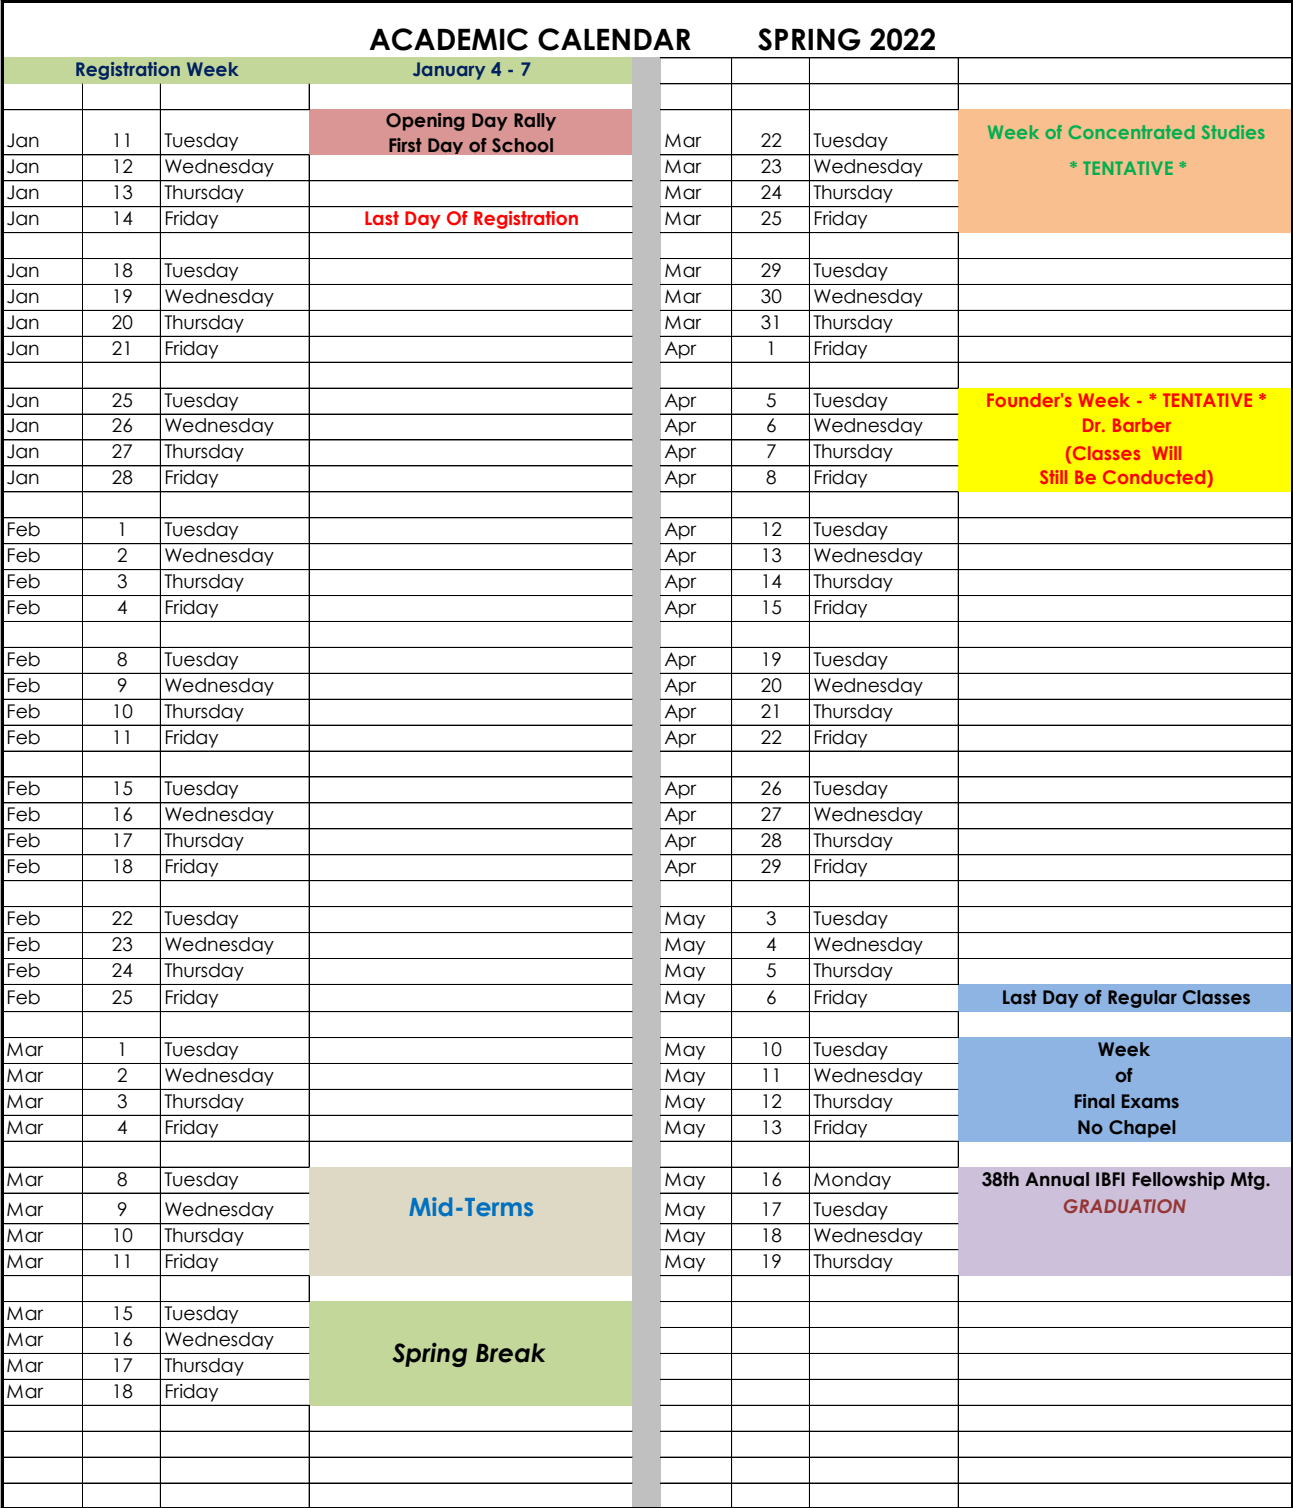 ACADEMIC CALENDAR SPRING 2022
Registration Week January 4 - 7
Opening Day Rally
Jan 11 Tuesday First Day of School
Jan 12 Wednesday
Jan 13 Thursday
Jan 14 Friday Last Day Of Registration
Jan 18 Tuesday
Jan 19 Wednesday
Jan 20 Thursday
Jan 21 Friday
Jan 25 Tuesday
Jan 26 Wednesday
Jan 27 Thursday
Jan 28 Friday
Feb 1 Tuesday
Feb 2 Wednesday
Feb 3 Thursday
Feb 4 Friday
Feb 8 Tuesday
Feb 9 Wednesday
Feb 10 Thursday
Feb 11 Friday
Feb 15 Tuesday
Feb 16 Wednesday
Feb 17 Thursday
Feb 18 Friday
Feb 22 Tuesday
Feb 23 Wednesday
Feb 24 Thursday
Feb 25 Friday
Mar 1 Tuesday
Mar 2 Wednesday
Mar 3 Thursday
Mar 4 Friday
Mar 8 Tuesday
Mar 9 Wednesday Mid-Terms
Mar 10 Thursday
Mar 11 Friday
Mar 15 Tuesday
Mar 16 Wednesday
Spring Break
Mar 17 Thursday
Mar 18 Friday
Mar 22 Tuesday Week of Concentrated Studies
Mar 23 Wednesday * TENTATIVE *
Mar 24 Thursday
Mar 25 Friday
Mar 29 Tuesday
Mar 30 Wednesday
Mar 31 Thursday
Apr 1 Friday
Apr 5 Tuesday Founder's Week - * TENTATIVE *
Apr 6 Wednesday Dr. Barber
Apr 7 Thursday (Classes Will
Apr 8 Friday Still Be Conducted)
Apr 12 Tuesday
Apr 13 Wednesday
Apr 14 Thursday
Apr 15 Friday
Apr 19 Tuesday
Apr 20 Wednesday
Apr 21 Thursday
Apr 22 Friday
Apr 26 Tuesday
Apr 27 Wednesday
Apr 28 Thursday
Apr 29 Friday
May 3 Tuesday
May 4 Wednesday
May 5 Thursday
May 6 Friday Last Day of Regular Classes
May 10 Tuesday Week
May 11 Wednesday of
May 12 Thursday Final Exams
May 13 Friday No Chapel
May 16 Monday 38th Annual IBFI Fellowship Mtg.
May 17 Tuesday GRADUATION
May 18 Wednesday
May 19 Thursday